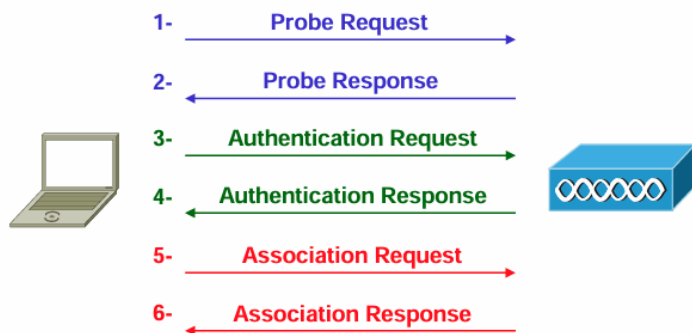 1- Probe Request
2- Probe Response
3- Authentication Request
4- Authentication Response
5- Association Request
6- Association Response